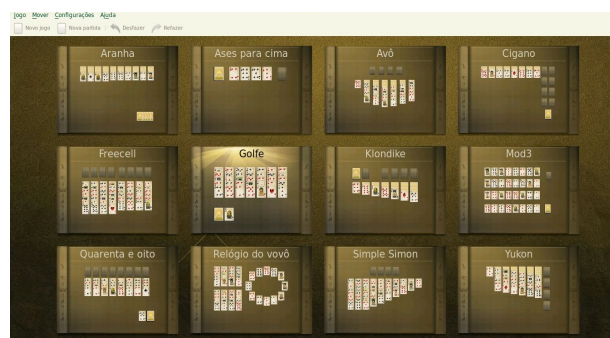 Jogo Mover Configurações Ajuda
Novo jogo Nova partida Desfazer Refazer
Aranha Ases para cima Avô Cigano
Freecell Golfe Klondike Mod3
Quarenta e oito Relógio do vovô Simple Simon Yukon